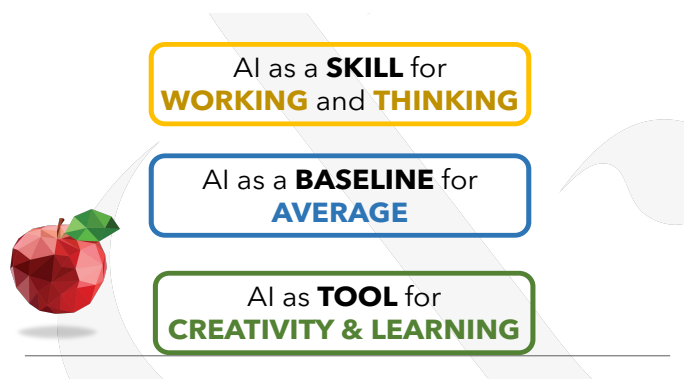 AI as a SKILL for
WORKING and THINKING
AI as a BASELINE for
AVERAGE
AI as TOOL for
CREATIVITY & LEARNING